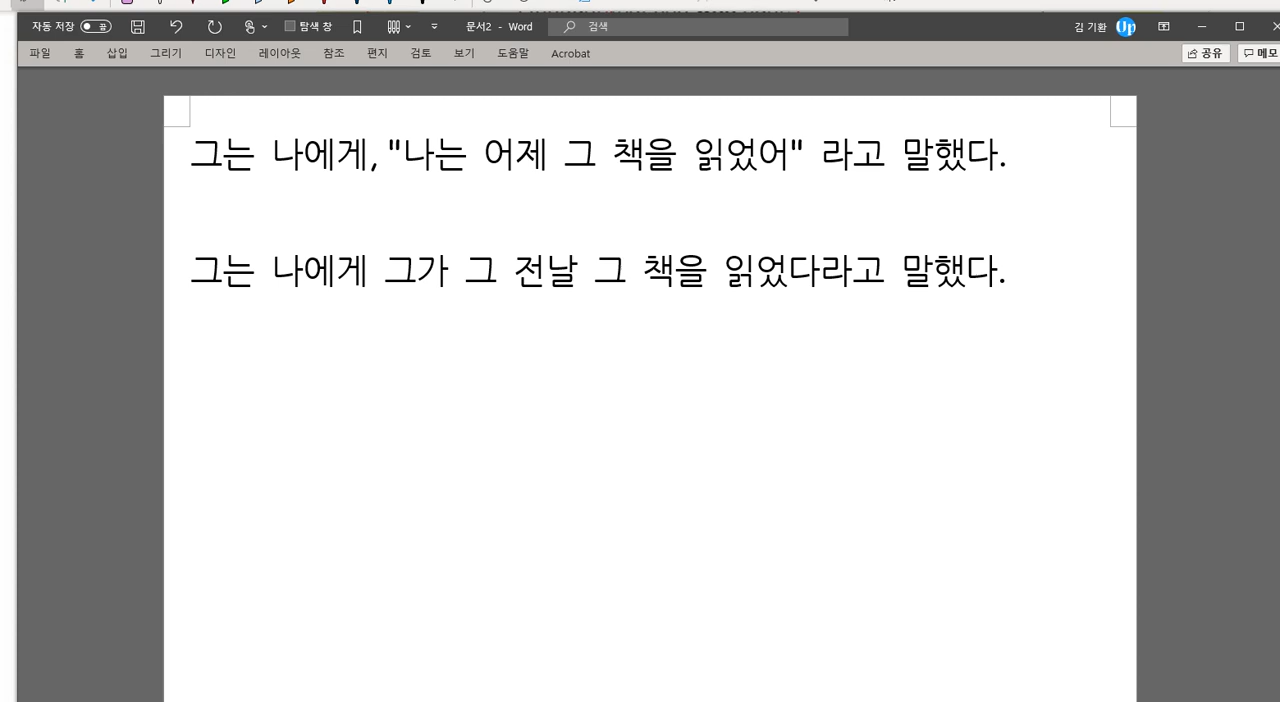 자동 저장 끔 탐색 창 문서2 - Word 검색 김 기환 Up
파일 홈 삽입 그리기 디자인 레이아웃 참조 편지 검토 보기 도움말 Acrobat 공유 메모
그는 나에게, "나는 어제 그 책을 읽었어" 라고 말했다.
그는 나에게 그가 그 전날 그 책을 읽었다라고 말했다.